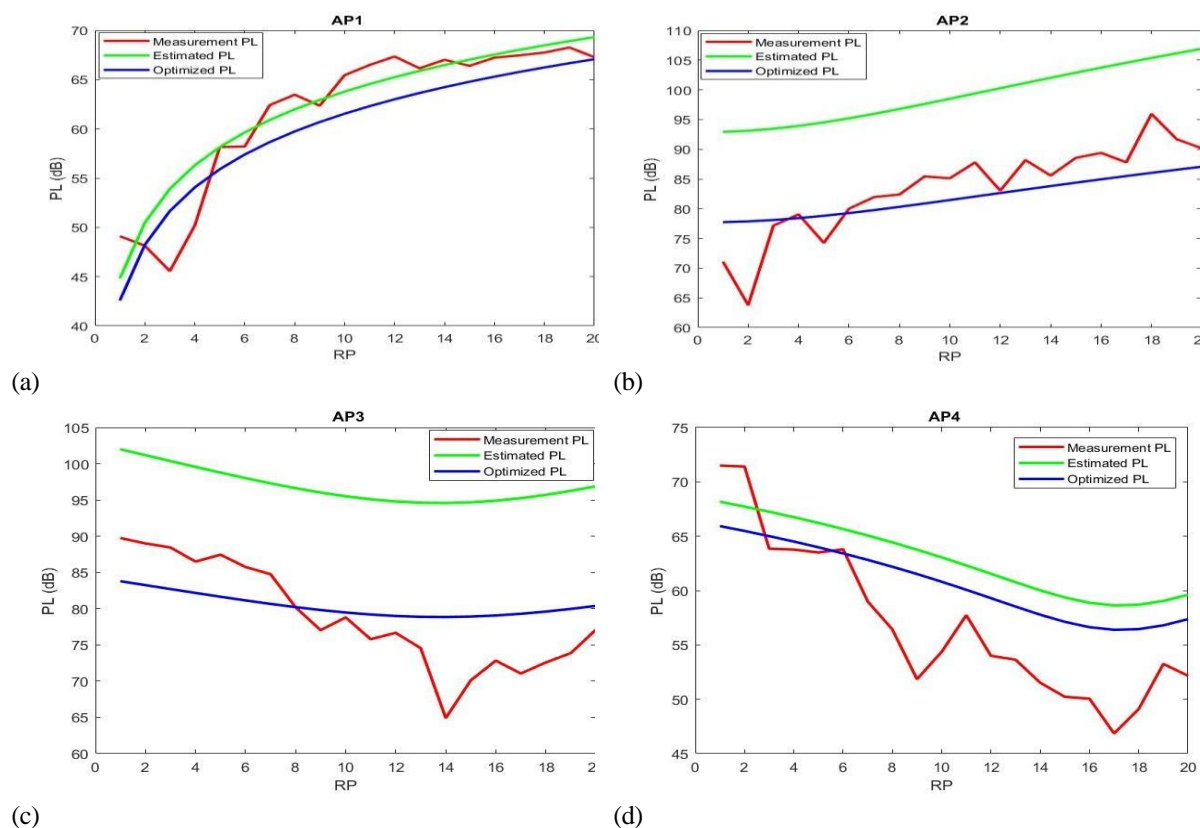 AP1
Measurement PL
Estimated PL
Optimized PL
PL (dB)
70
65
60
55
50
45
40
0 2 4 6 8 10 12 14 16 18 20
RP
(a)
AP2
Measurement PL
Estimated PL
Optimized PL
PL (dB)
110
105
100
95
90
85
80
75
70
65
60
0 2 4 6 8 10 12 14 16 18 2
RP
(b)
AP3
Measurement PL
Estimated PL
Optimized PL
PL (dB)
105
100
95
90
85
80
75
70
65
60
0 2 4 6 8 10 12 14 16 18 2
RP
(c)
AP4
Measurement PL
Estimated PL
Optimized PL
PL (dB)
75
70
65
60
55
50
45
0 2 4 6 8 10 12 14 16 18 20
RP
(d)